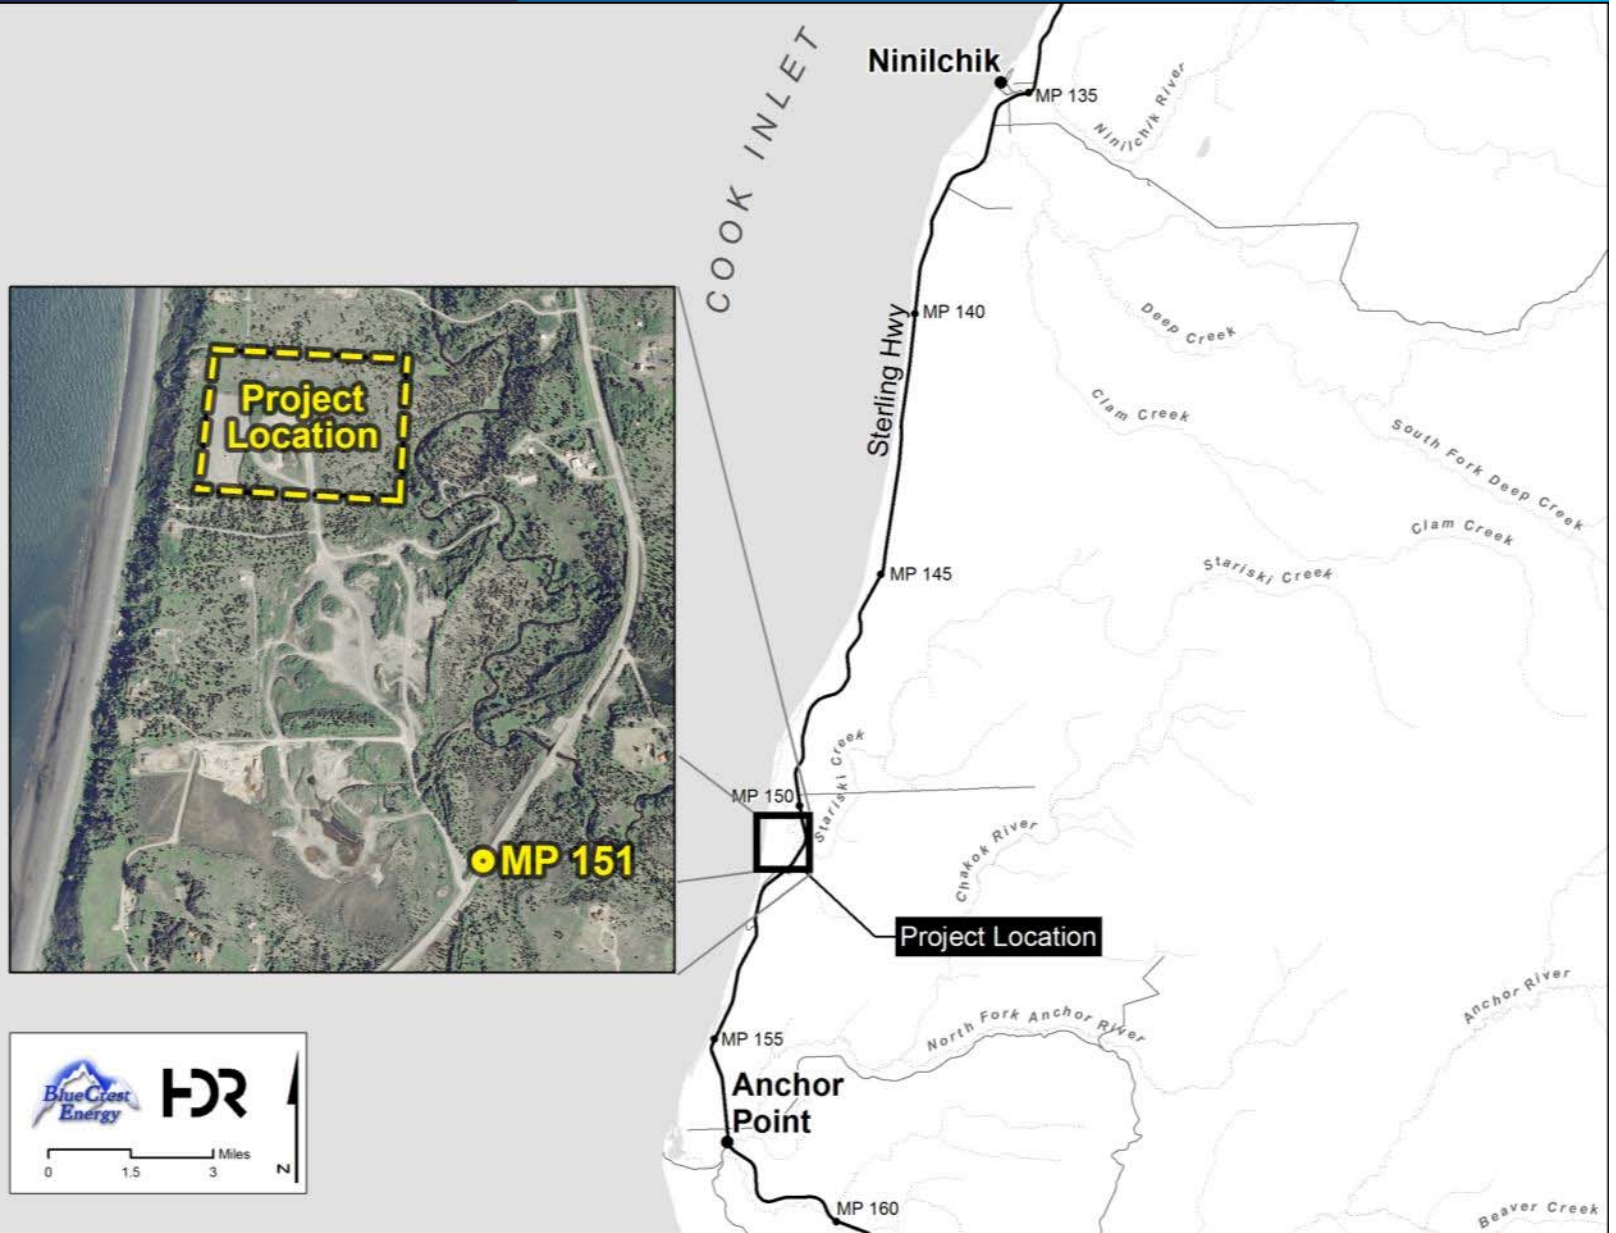 COOK INLET
Ninilchik
MP 135
Ninilchik River
MP 140
Sterling Hwy
Deep Creek
Clam Creek
South Fork Deep Creek
Clam Creek
Stariski Creek
MP 145
Project
Location
MP 151
Stariski Creek
MP 150
Chakok River
Project Location
Anchor River
North Fork Anchor River
MP 155
Anchor
Point
MP 160
Beaver Creek
BlueCrest
Energy
HDR
Miles
0 1.5 3
N